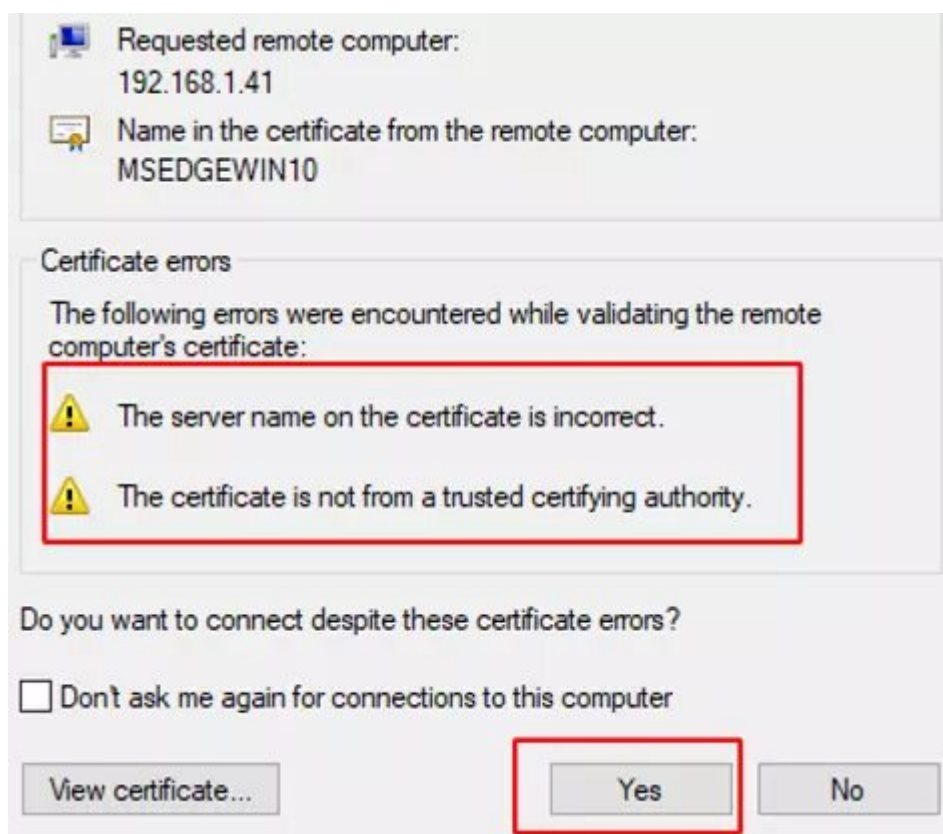 Requested remote computer:
192.168.1.41
Name in the certificate from the remote computer:
MSEDGEWIN10
Certificate errors
The following errors were encountered while validating the remote
computer's certificate:
The server name on the certificate is incorrect.
The certificate is not from a trusted certifying authority.
Do you want to connect despite these certificate errors?
Don't ask me again for connections to this computer
View certificate...
Yes
No